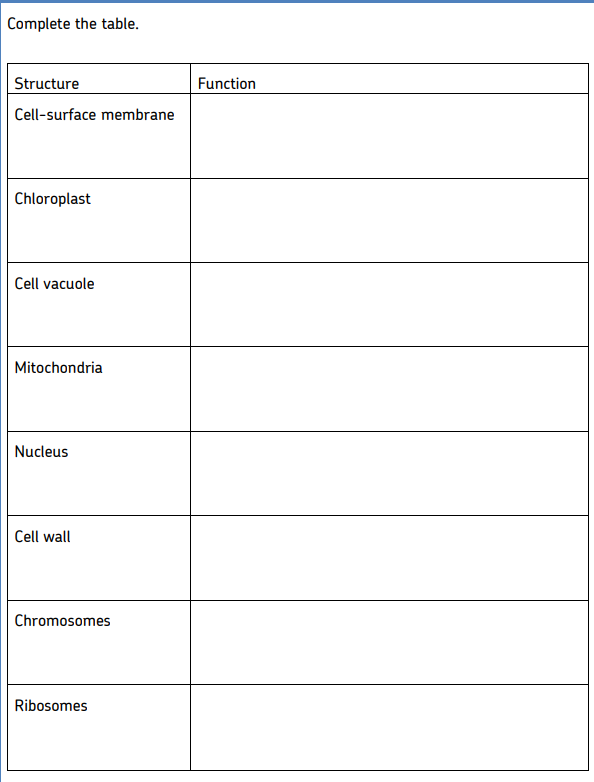 Complete the table.
Structure Function
Cell-surface membrane
Chloroplast
Cell vacuole
Mitochondria
Nucleus
Cell wall
Chromosomes
Ribosomes